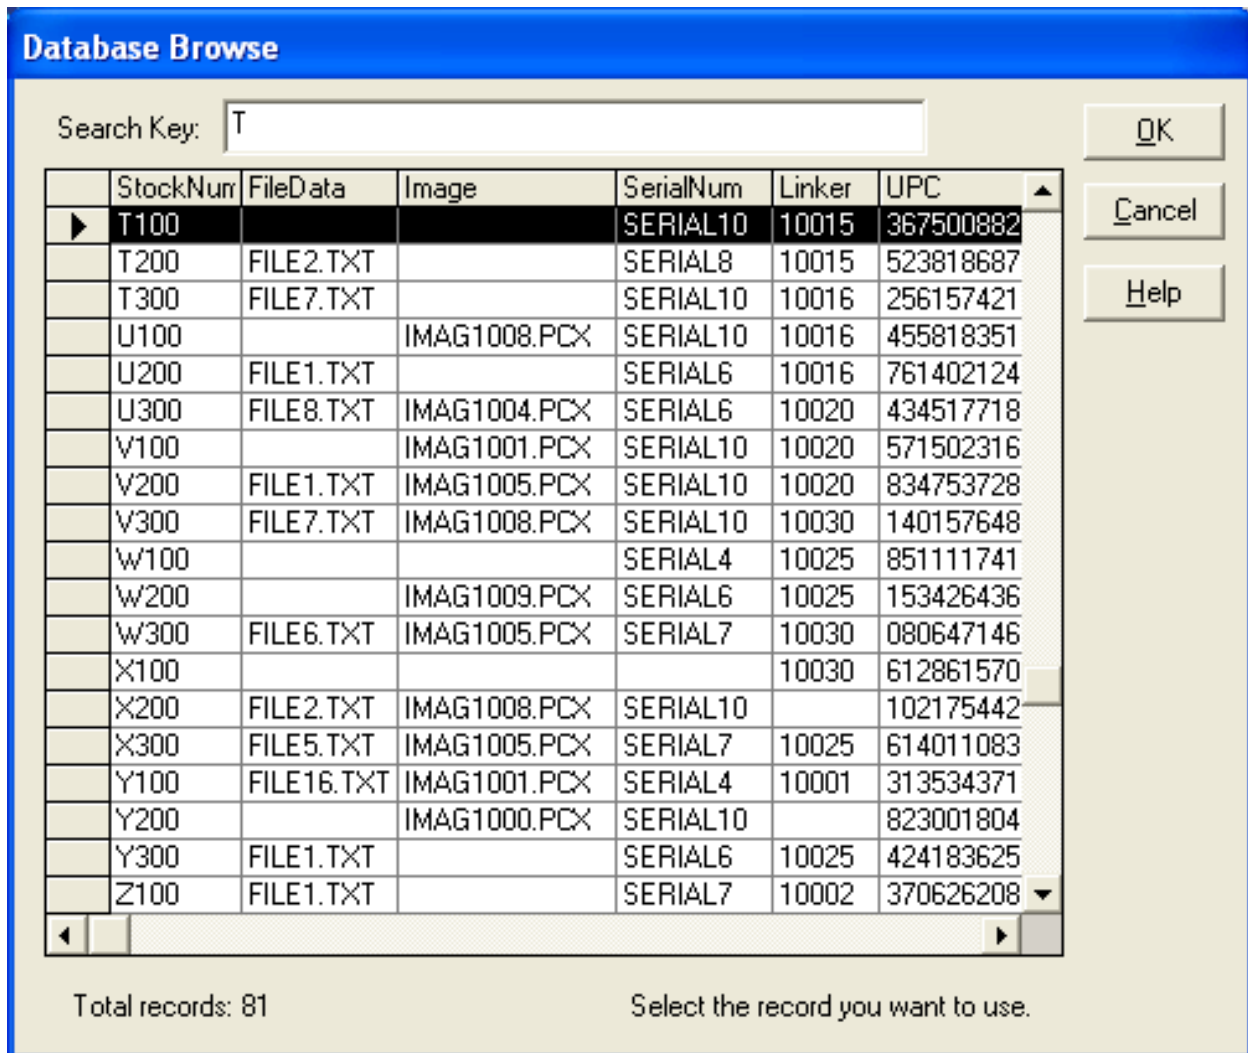 Database Browse
Search Key: T
OK
Cancel
Help
StockNum FileData Image SerialNum Linker UPC
T100 SERIAL10 10015 367500882
T200 FILE2.TXT SERIAL8 10015 523818687
T300 FILE7.TXT SERIAL10 10016 256157421
U100 IMAG1008.PCX SERIAL10 10016 455818351
U200 FILE1.TXT SERIAL6 10016 761402124
U300 FILE8.TXT IMAG1004.PCX SERIAL6 10020 434517718
V100 IMAG1001.PCX SERIAL10 10020 571502316
V200 FILE1.TXT IMAG1005.PCX SERIAL10 10020 834753728
V300 FILE7.TXT IMAG1008.PCX SERIAL10 10030 140157648
W100 SERIAL4 10025 851111741
W200 IMAG1009.PCX SERIAL6 10025 153426436
W300 FILE6.TXT IMAG1005.PCX SERIAL7 10030 080647146
X100 10030 612861570
X200 FILE2.TXT IMAG1008.PCX SERIAL10 102175442
X300 FILE5.TXT IMAG1005.PCX SERIAL7 10025 614011083
Y100 FILE16.TXT IMAG1001.PCX SERIAL4 10001 313534371
Y200 IMAG1000.PCX SERIAL10 823001804
Y300 FILE1.TXT SERIAL6 10025 424183625
Z100 FILE1.TXT SERIAL7 10002 370626208
Total records: 81 Select the record you want to use.